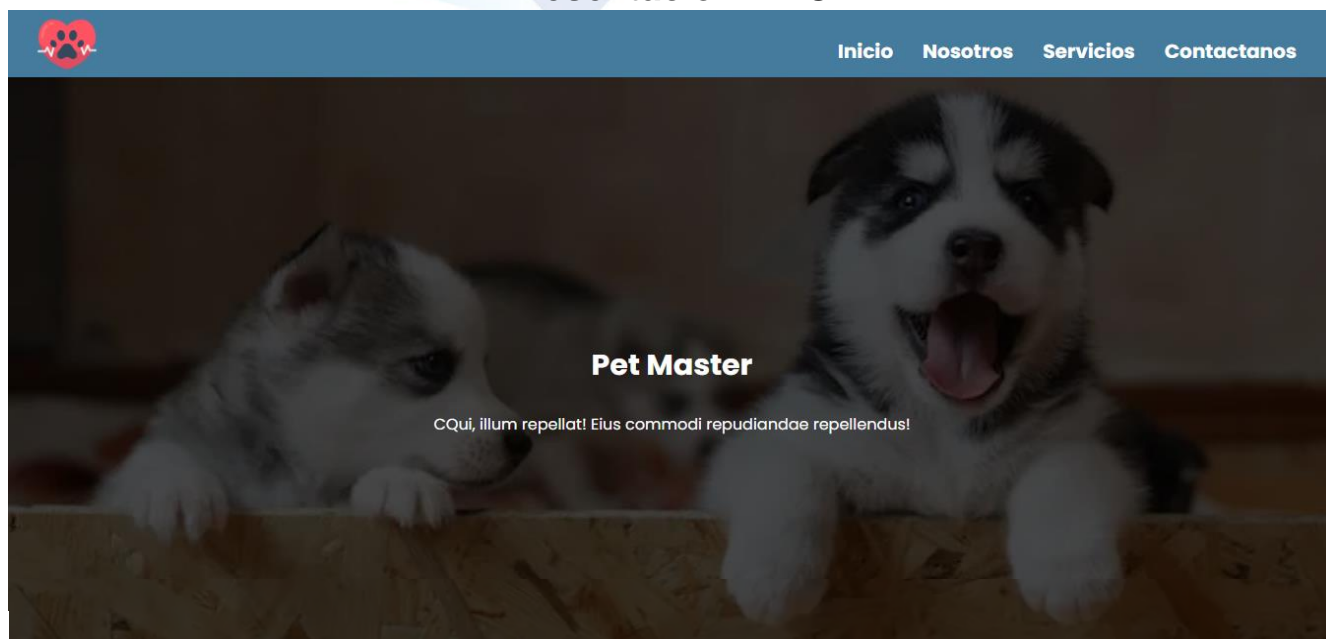 Inicio Nosotros Servicios Contactanos
Pet Master
CQui, illum repellat! Eius commodi repudiandae repellendus!